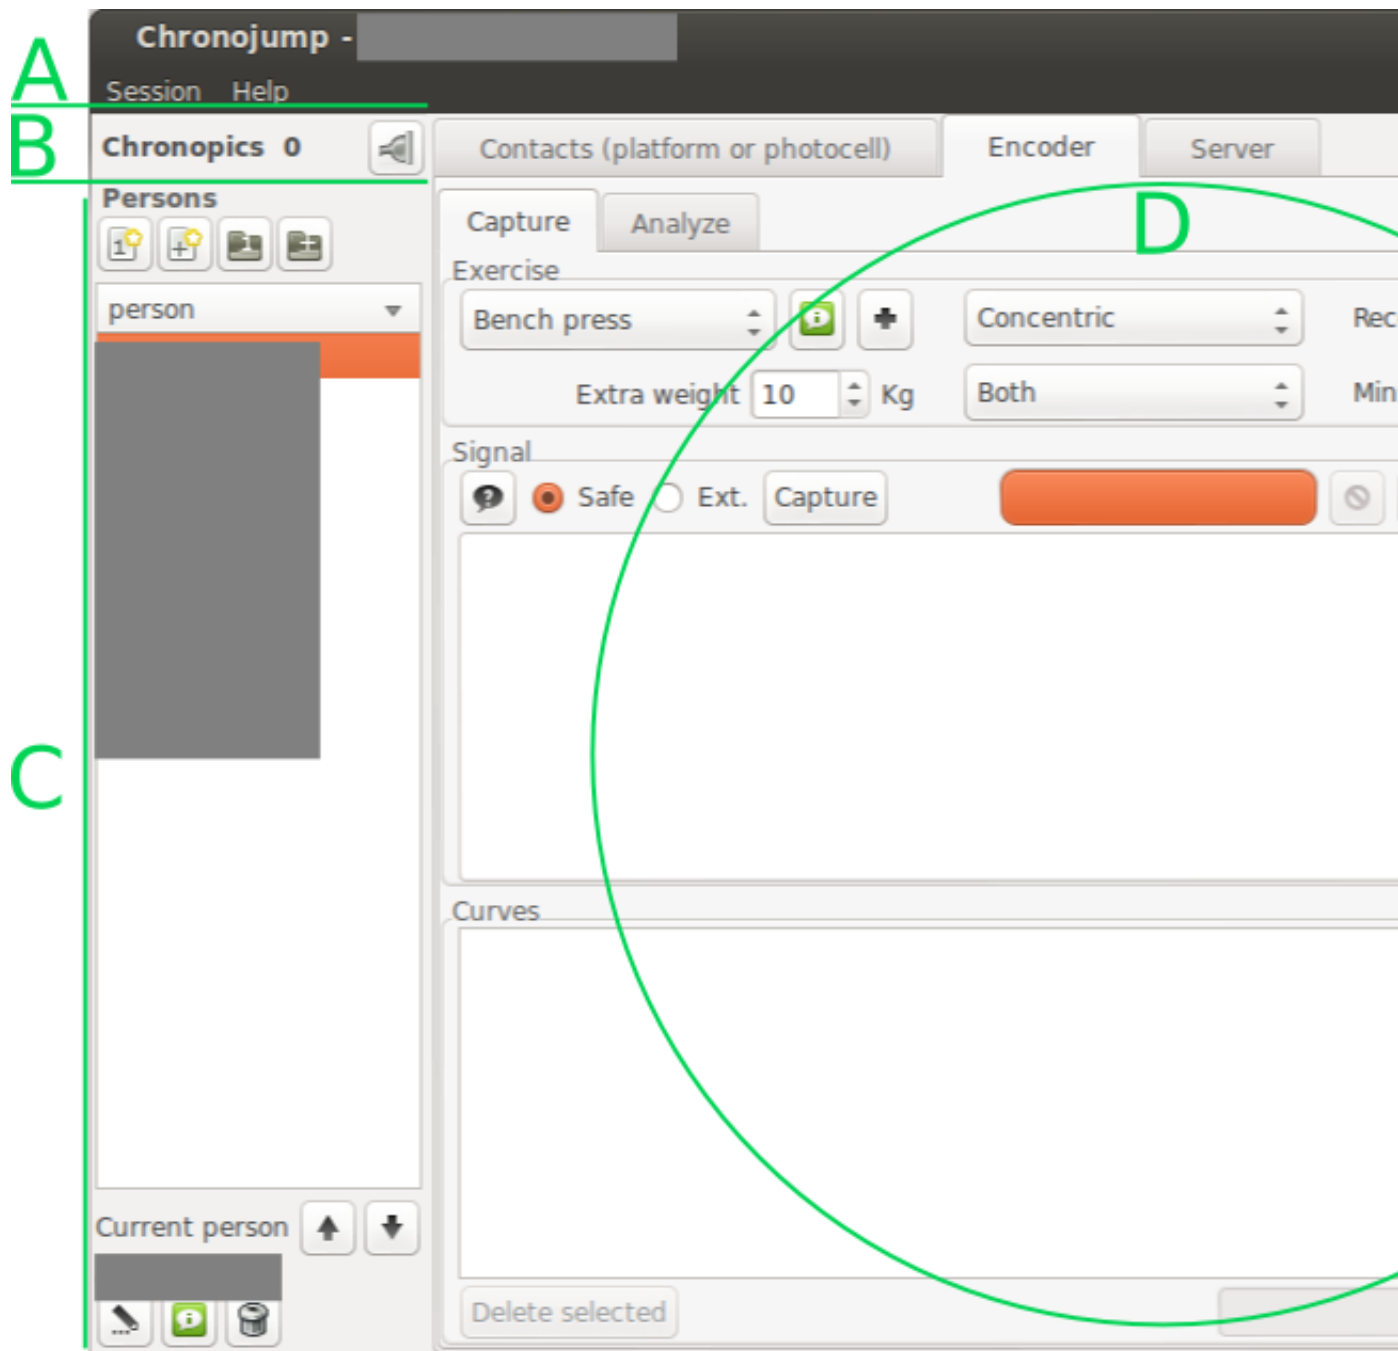 Chronojump -
A
Session Help
B
Chronopics 0
Contacts (platform or photocell) Encoder Server
Persons
D
Capture Analyze
Exercise
person
Bench press Concentric
Extra weight 10 Kg Both Min
Signal
Safe Ext. Capture
C
Curves
Current person
Delete selected